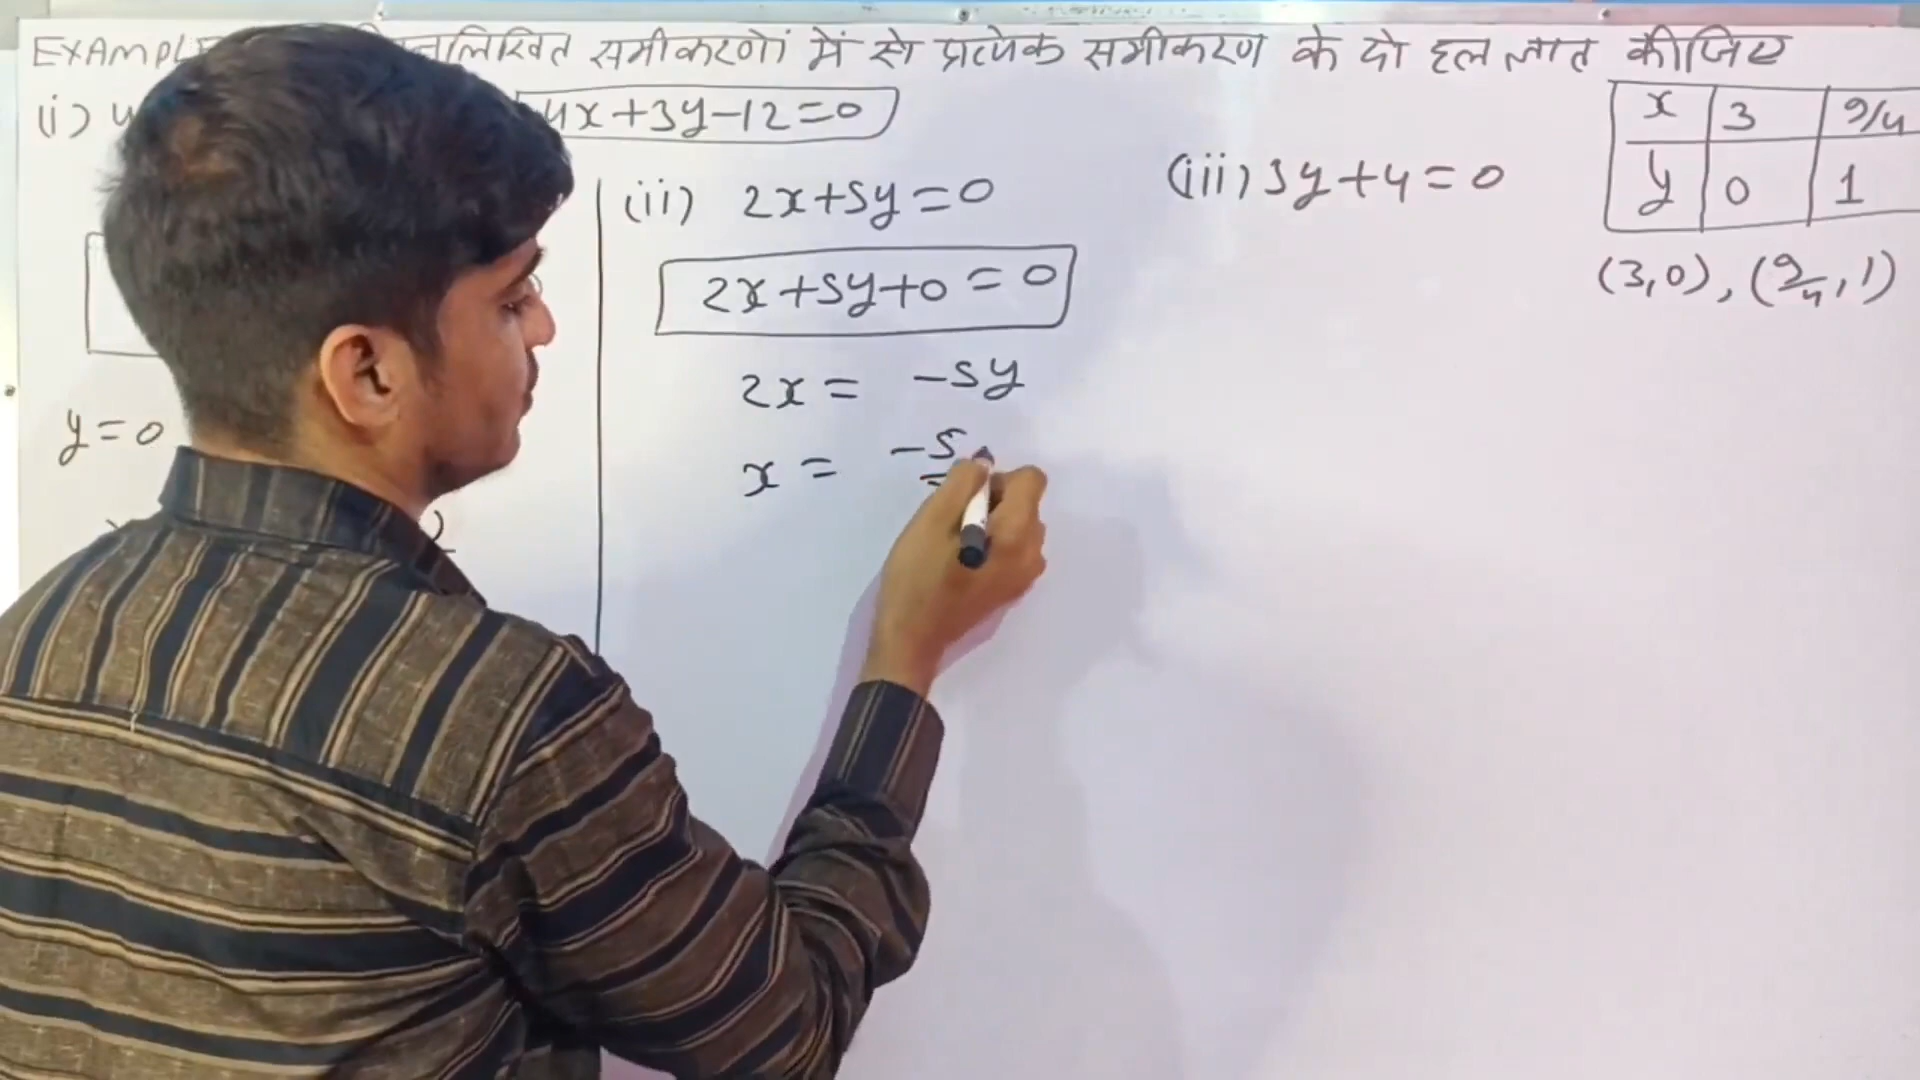 EXAMPL लिखित समीकरणों में से प्रत्येक समीकरण के दो हल ज्ञात कीजिए
(i) 4 4x+3y-12=0
x 3 9/4
y 0 1
(3,0), (9/4, 1)
(ii) 2x+5y=0
2x+5y+0=0
2x = -5y
x = -5
(iii) 3y+4=0
y=0